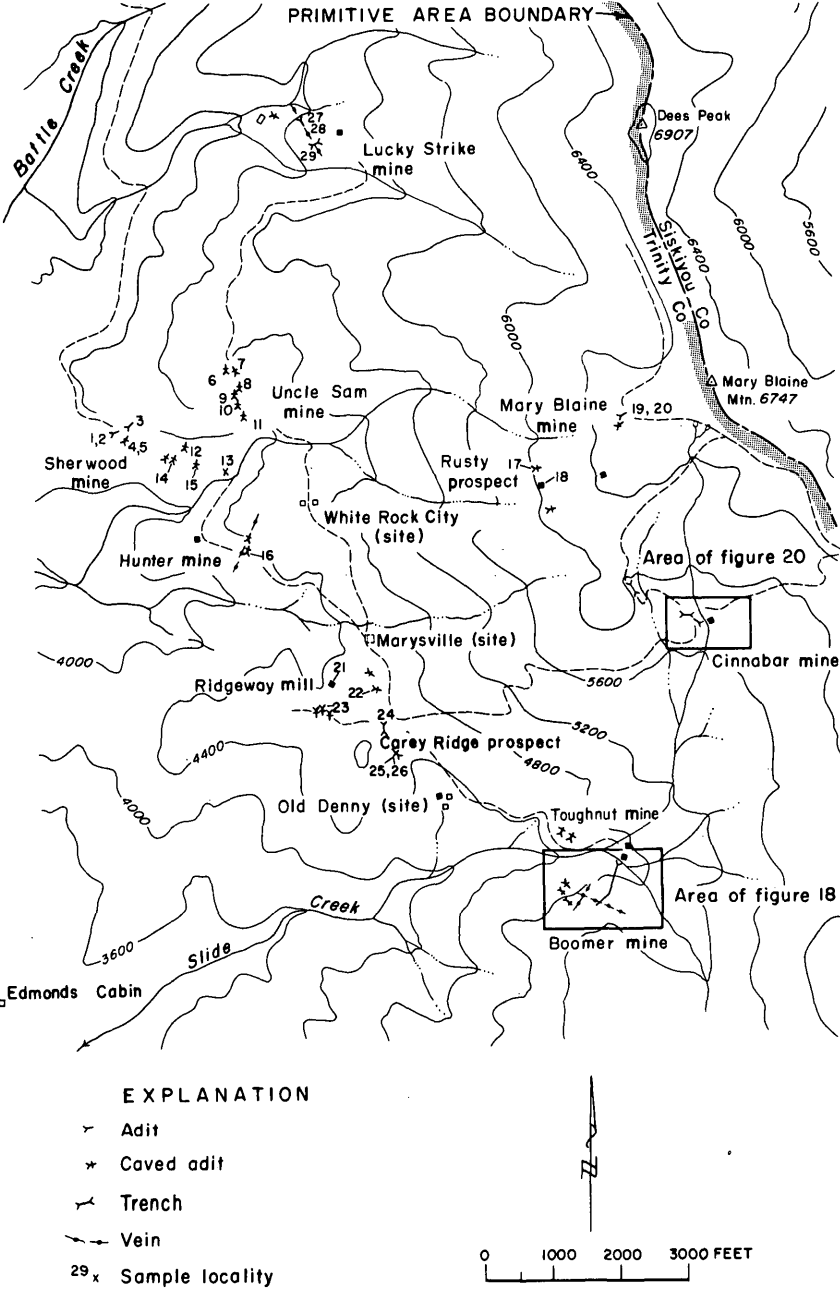 PRIMITIVE AREA BOUNDARY
Battle Creek
Dees Peak
6907
27
28
29
Lucky Strike
mine
6400
6400
6000
5600
Siskiyou Co
Trinity Co
6000
7
6
8
9
10
11
Uncle Sam
mine
Mary Blaine
Mtn. 6747
Mary Blaine
mine
19, 20
3
1,2
4,5
12
13
14
15
Sherwood
mine
Rusty
prospect
17
18
White Rock City
(site)
Hunter mine
16
Area of figure 20
Marysville (site)
4000
Cinnabar mine
5600
21
Ridgeway mill
22
23
24
5200
Carey Ridge prospect
4400
25,26
4800
4000
Old Denny (site)
Toughnut mine
Area of figure 18
Creek
Slide
3600
Boomer mine
Edmonds Cabin
EXPLANATION
Adit
Caved adit
Trench
Vein
29 x Sample locality
N
0 1000 2000 3000 FEET